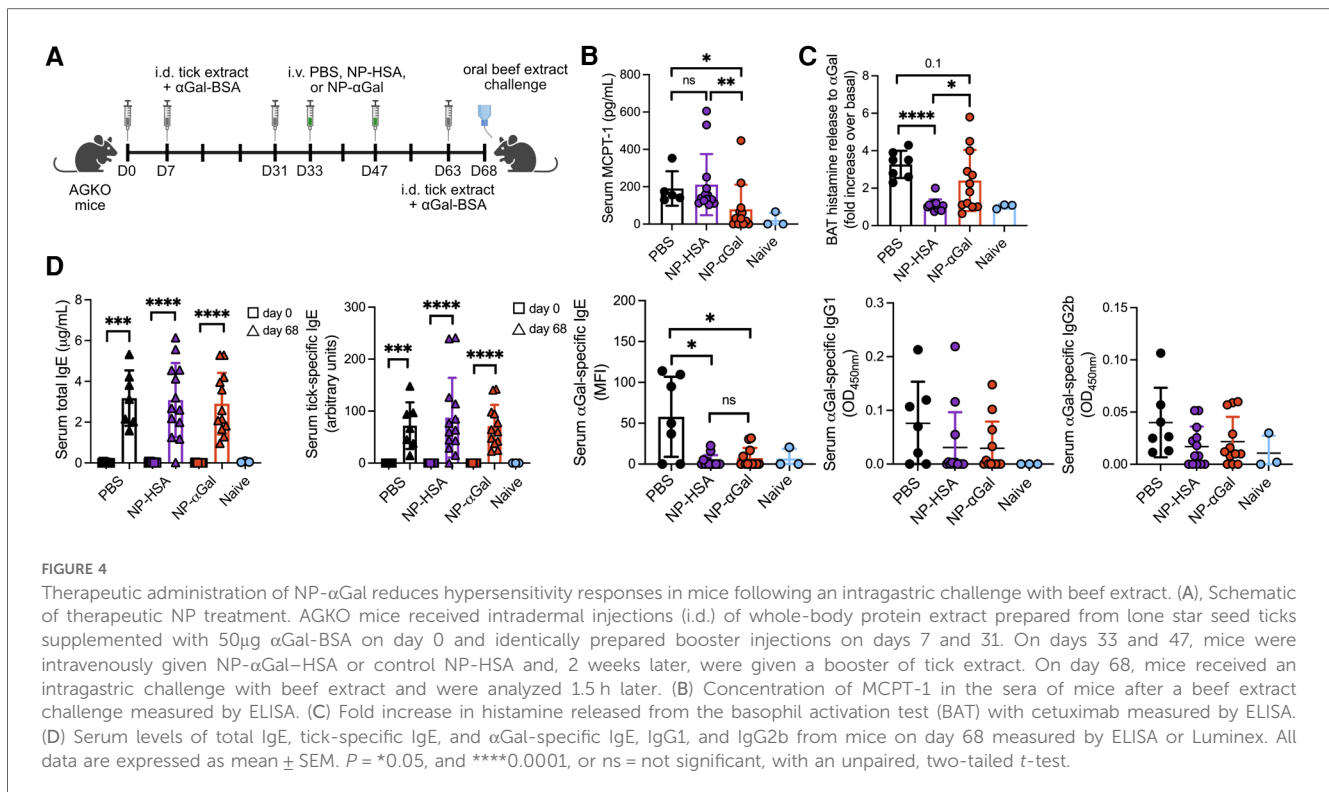 A
i.d. tick extract
+ αGal-BSA
i.v. PBS, NP-HSA,
or NP-αGal
oral beef extract
challenge
D0
D7
D31
D33
D47
D63
D68
AGKO
mice
i.d. tick extract
+ αGal-BSA
B
Serum MCPT-1 (pg/mL)
800
600
400
200
0
*
ns
**
PBS
NP-HSA
NP-αGal
Naive
C
BAT histamine release to αGal
(fold increase over basal)
8
6
4
2
0
0.1
*
****
PBS
NP-HSA
NP-αGal
Naive
D
Serum total IgE (μg/mL)
8
6
4
2
0
***
****
****
day 0
day 68
PBS
NP-HSA
NP-αGal
Naive
Serum tick-specific IgE
(arbitrary units)
300
200
100
0
***
****
****
day 0
day 68
PBS
NP-HSA
NP-αGal
Naive
Serum αGal-specific IgE
(MFI)
200
150
100
50
0
*
*
ns
PBS
NP-HSA
NP-αGal
Naive
Serum αGal-specific IgG1
(OD450nm)
0.3
0.2
0.1
0.0
PBS
NP-HSA
NP-αGal
Naive
Serum αGal-specific IgG2b
(OD450nm)
0.15
0.10
0.05
0.00
PBS
NP-HSA
NP-αGal
Naive
FIGURE 4
Therapeutic administration of NP-αGal reduces hypersensitivity responses in mice following an intragastric challenge with beef extract. (A), Schematic
of therapeutic NP treatment. AGKO mice received intradermal injections (i.d.) of whole-body protein extract prepared from lone star seed ticks
supplemented with 50μg αGal-BSA on day 0 and identically prepared booster injections on days 7 and 31. On days 33 and 47, mice were
intravenously given NP-αGal–HSA or control NP-HSA and, 2 weeks later, were given a booster of tick extract. On day 68, mice received an
intragastric challenge with beef extract and were analyzed 1.5 h later. (B) Concentration of MCPT-1 in the sera of mice after a beef extract
challenge measured by ELISA. (C) Fold increase in histamine released from the basophil activation test (BAT) with cetuximab measured by ELISA.
(D) Serum levels of total IgE, tick-specific IgE, and αGal-specific IgE, IgG1, and IgG2b from mice on day 68 measured by ELISA or Luminex. All
data are expressed as mean ± SEM. P = *0.05, and ****0.0001, or ns = not significant, with an unpaired, two-tailed t-test.